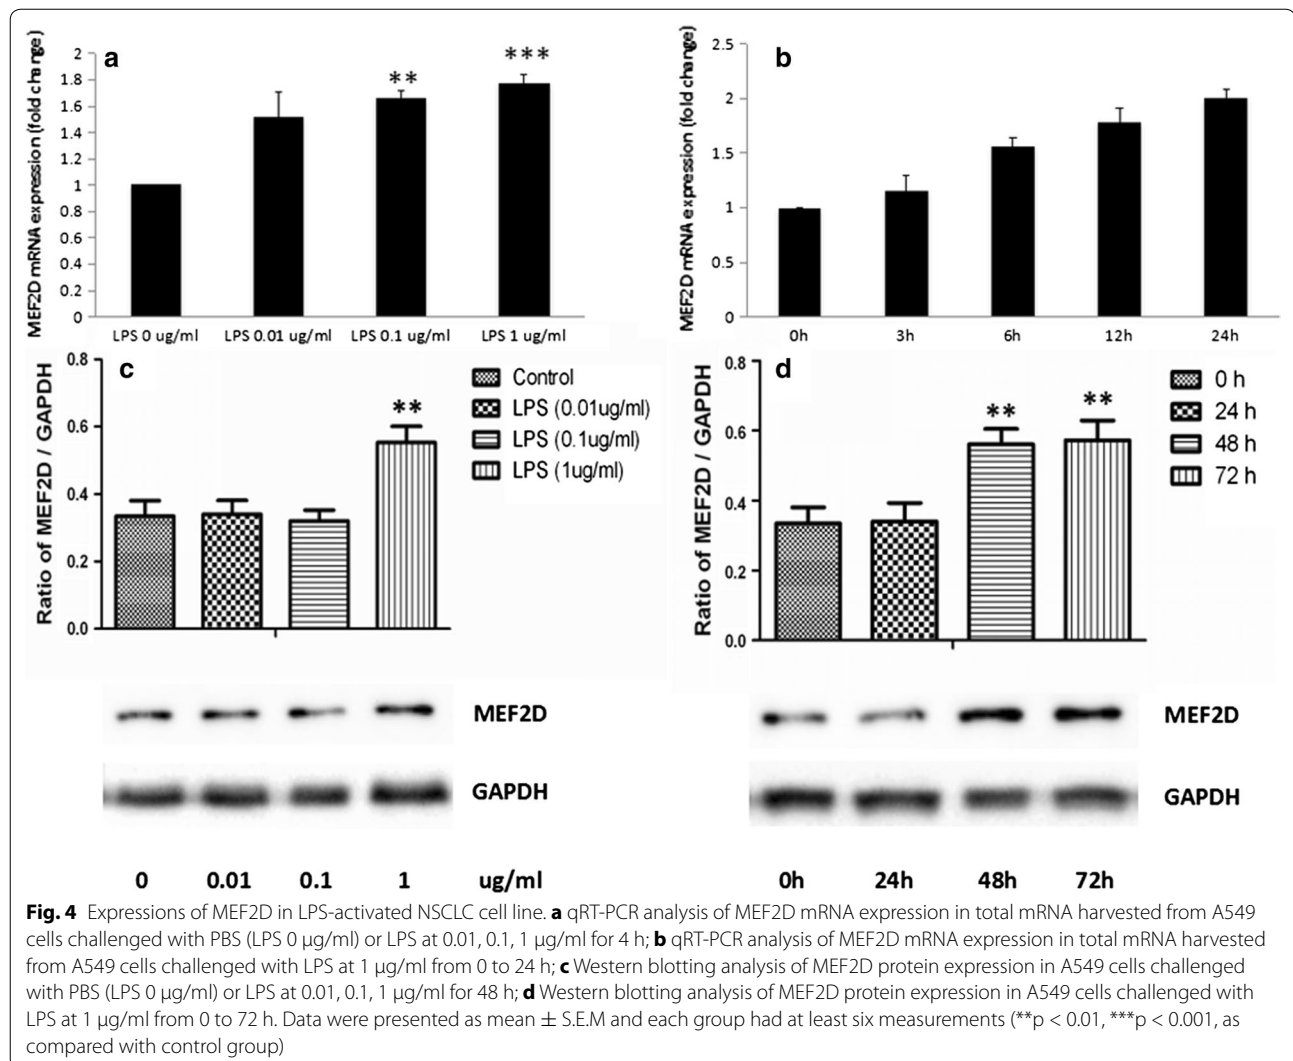 MEF2D mRNA expression (fold change)
a
2
1.8
1.6
1.4
1.2
1
0.8
0.6
0.4
0.2
0
**
***
LPS 0 ug/ml LPS 0.01 ug/ml LPS 0.1 ug/ml LPS 1 ug/ml
MEF2D mRNA expression (fold change)
b
2.5
2
1.5
1
0.5
0
0h 3h 6h 12h 24h
Ratio of MEF2D / GAPDH
c
0.8
0.6
0.4
0.2
0.0
**
Control
LPS (0.01ug/ml)
LPS (0.1ug/ml)
LPS (1ug/ml)
MEF2D
GAPDH
0 0.01 0.1 1 ug/ml
Ratio of MEF2D / GAPDH
d
0.8
0.6
0.4
0.2
0.0
** **
0 h
24 h
48 h
72 h
MEF2D
GAPDH
0h 24h 48h 72h
Fig. 4 Expressions of MEF2D in LPS-activated NSCLC cell line. a qRT-PCR analysis of MEF2D mRNA expression in total mRNA harvested from A549
cells challenged with PBS (LPS 0 μg/ml) or LPS at 0.01, 0.1, 1 μg/ml for 4 h; b qRT-PCR analysis of MEF2D mRNA expression in total mRNA harvested
from A549 cells challenged with LPS at 1 μg/ml from 0 to 24 h; c Western blotting analysis of MEF2D protein expression in A549 cells challenged
with PBS (LPS 0 μg/ml) or LPS at 0.01, 0.1, 1 μg/ml for 48 h; d Western blotting analysis of MEF2D protein expression in A549 cells challenged with
LPS at 1 μg/ml from 0 to 72 h. Data were presented as mean ± S.E.M and each group had at least six measurements (**p < 0.01, ***p < 0.001, as
compared with control group)